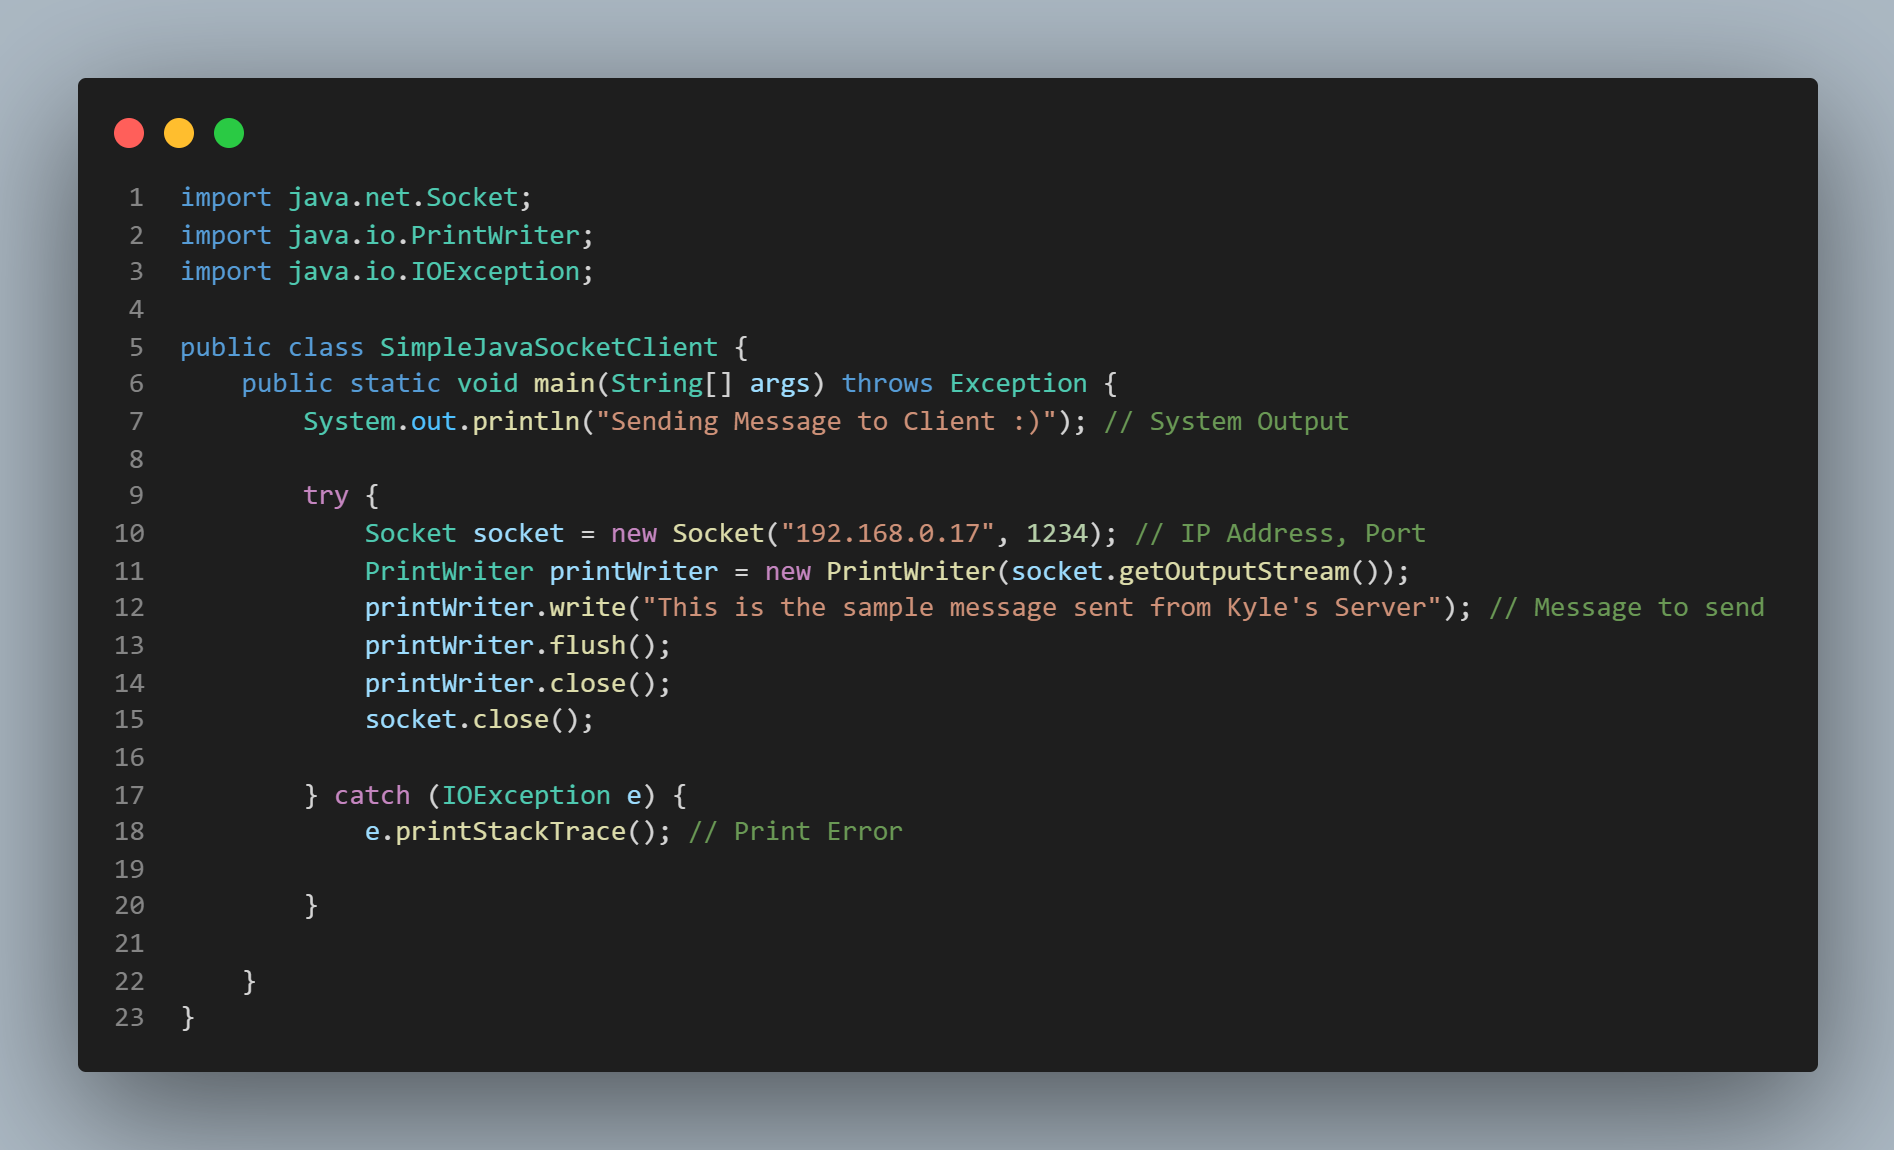 1 import java.net.Socket;
2 import java.io.PrintWriter;
3 import java.io.IOException;
4
5 public class SimpleJavaSocketClient {
6     public static void main(String[] args) throws Exception {
7         System.out.println("Sending Message to Client :)"); // System Output
8
9         try {
10             Socket socket = new Socket("192.168.0.17", 1234); // IP Address, Port
11             PrintWriter printWriter = new PrintWriter(socket.getOutputStream());
12             printWriter.write("This is the sample message sent from Kyle's Server"); // Message to send
13             printWriter.flush();
14             printWriter.close();
15             socket.close();
16
17         } catch (IOException e) {
18             e.printStackTrace(); // Print Error
19
20         }
21
22     }
23 }